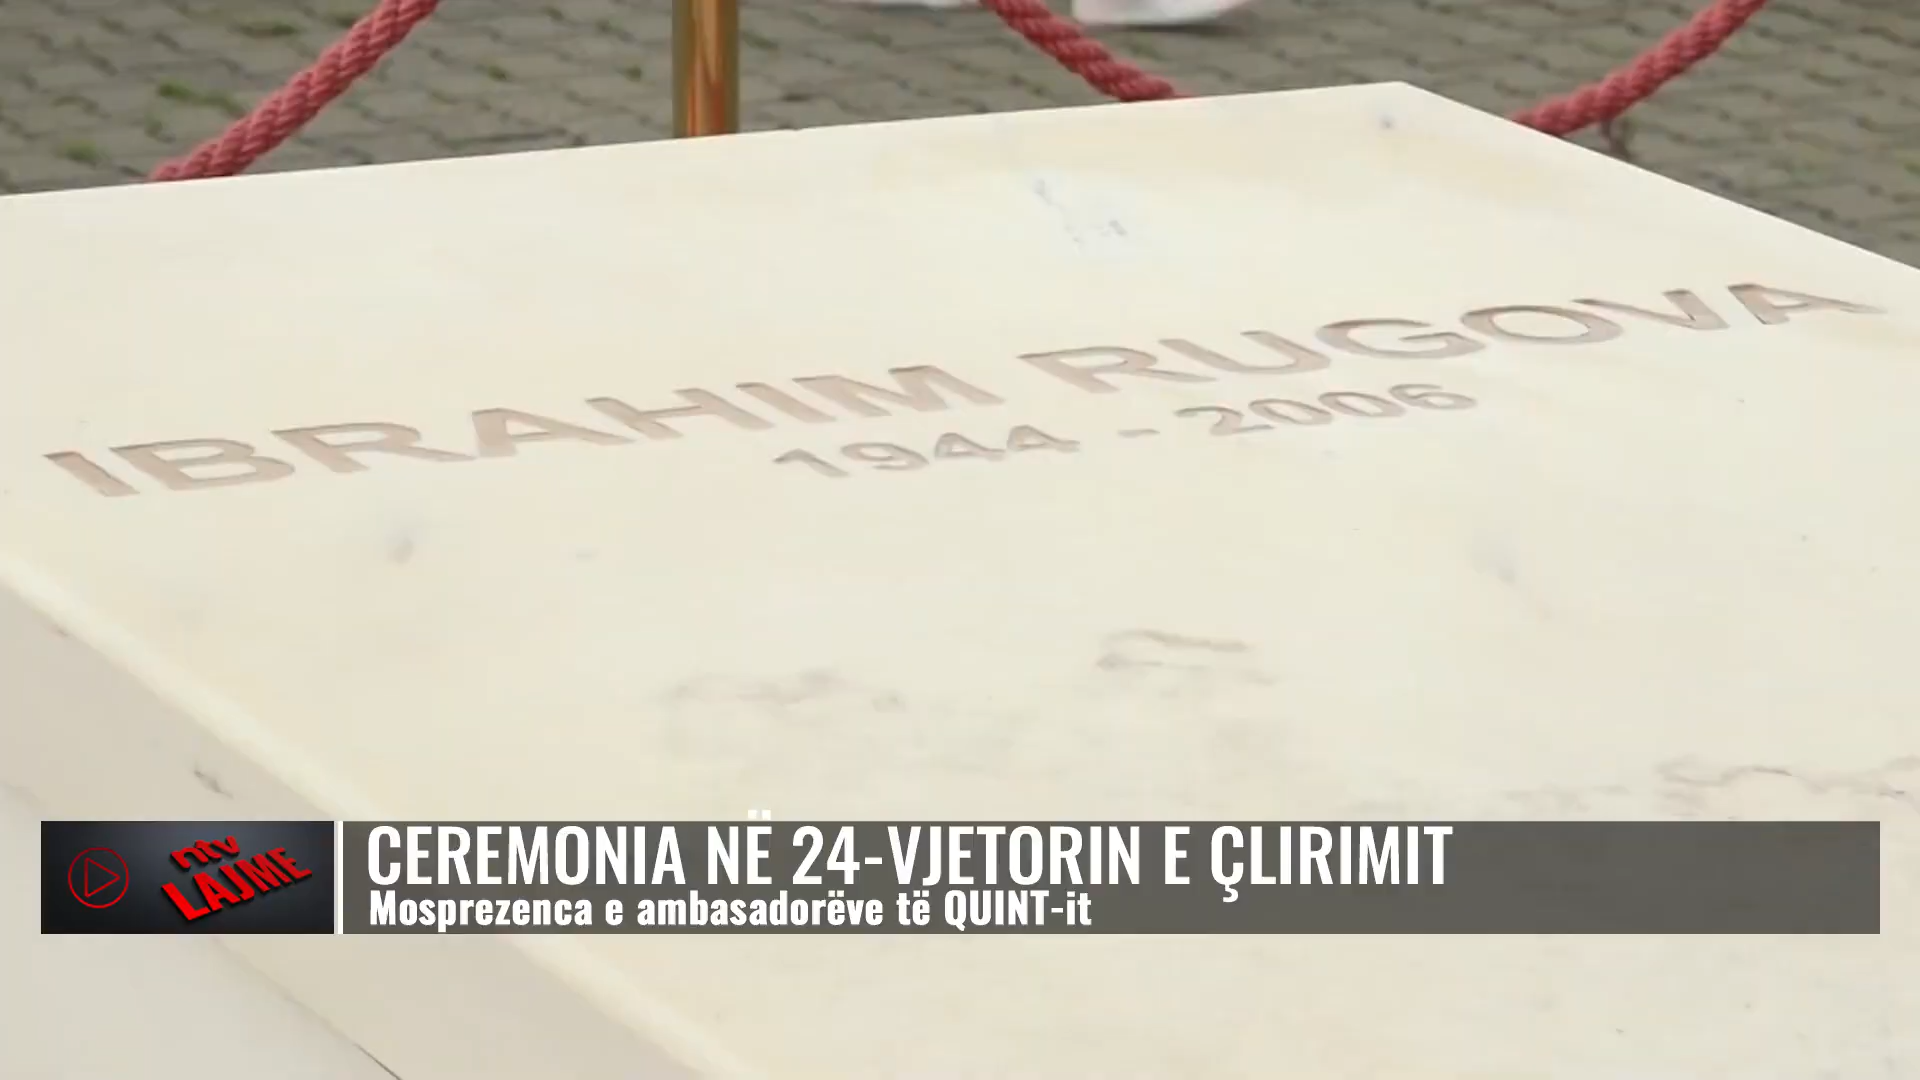 IBRAHIM RUGOVA
1944 - 2006
ntv
LAJME
CEREMONIA NË 24-VJETORIN E ÇLIRIMIT
Mosprezenca e ambasadorëve të QUINT-it